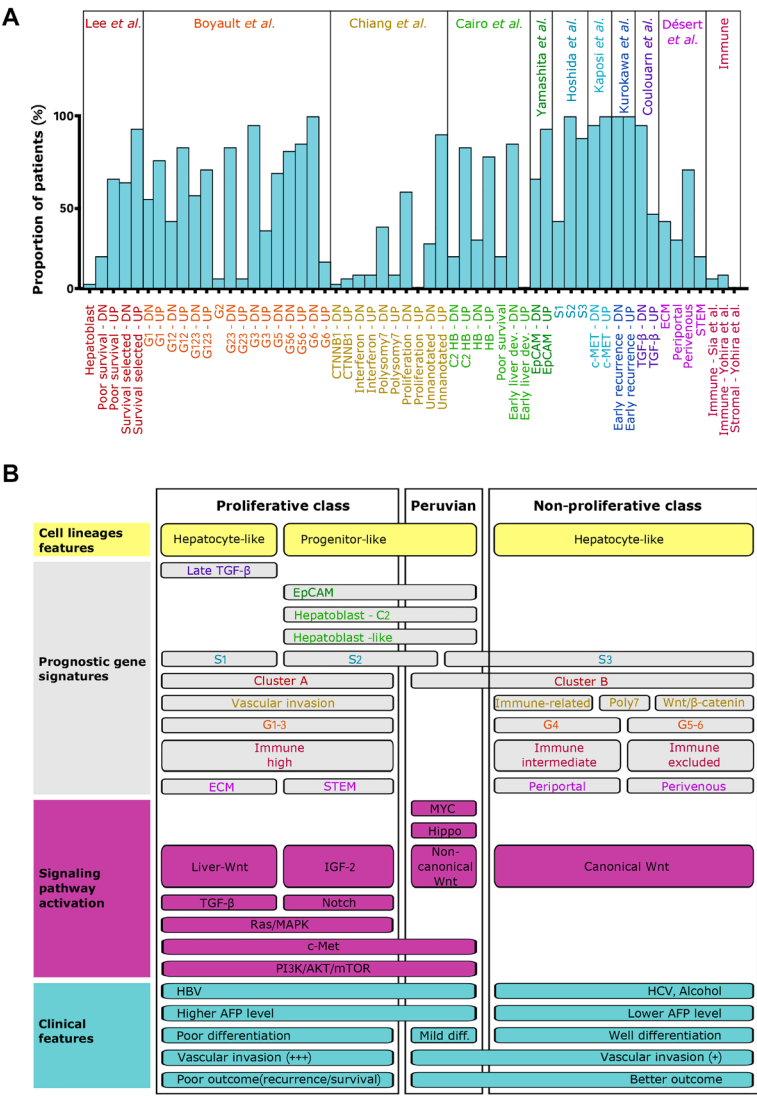 A
Lee et al.
Boyault et al.
Chiang et al.
Cairo et al.
Yamashita et al.
Hoshida et al.
Kaposi et al.
Kurokawa et al.
Coulouarn et al.
Désert
et al.
Immune
Proportion of patients (%)
100
50
0
Hepatoblast
Poor survival - DN
Poor survival - UP
Survival selected - DN
Survival selected - UP
G1 - DN
G1 - UP
G12 - DN
G12 - UP
G123 - DN
G123 - UP
G2
G23 - DN
G23 - UP
G3 - DN
G3 - UP
G5 - DN
G56 - DN
G56 - UP
G6 - DN
G6 - UP
CTNNB1 - DN
CTNNB1 - UP
Interferon - DN
Interferon - UP
Polysomy7 - DN
Polysomy7 - UP
Proliferation - DN
Proliferation - UP
Unnanotated - DN
Unnanotated - UP
C2 HB - DN
C2 HB - UP
HB - DN
HB - UP
Poor survival
Early liver dev. - DN
Early liver dev. - UP
EpCAM - DN
EpCAM - UP
S1
S2
S3
c-MET - DN
c-MET - UP
Early recurrence - DN
Early recurrence - UP
TGF-β - DN
TGF-β - UP
ECM
Periportal
Perivenous
STEM
Immune - Sia et al.
Immune - Yohira et al.
Stromal - Yohira et al.
B
Proliferative class
Peruvian
Non-proliferative class
Cell lineages
features
Hepatocyte-like
Progenitor-like
Hepatocyte-like
Prognostic gene
signatures
Late TGF-β
EpCAM
Hepatoblast - C2
Hepatoblast -like
S1
S2
S3
Cluster A
Cluster B
Vascular invasion
Immune-related
Poly7
Wnt/β-catenin
G1-3
G4
G5-6
Immune
high
Immune
intermediate
Immune
excluded
ECM
STEM
Periportal
Perivenous
Signaling
pathway
activation
MYC
Hippo
Liver-Wnt
IGF-2
Non-
canonical
Wnt
Canonical Wnt
TGF-β
Notch
Ras/MAPK
c-Met
PI3K/AKT/mTOR
Clinical
features
HBV
HCV, Alcohol
Higher AFP level
Lower AFP level
Poor differentiation
Mild diff.
Well differentiation
Vascular invasion (+++)
Vascular invasion (+)
Poor outcome(recurrence/survival)
Better outcome